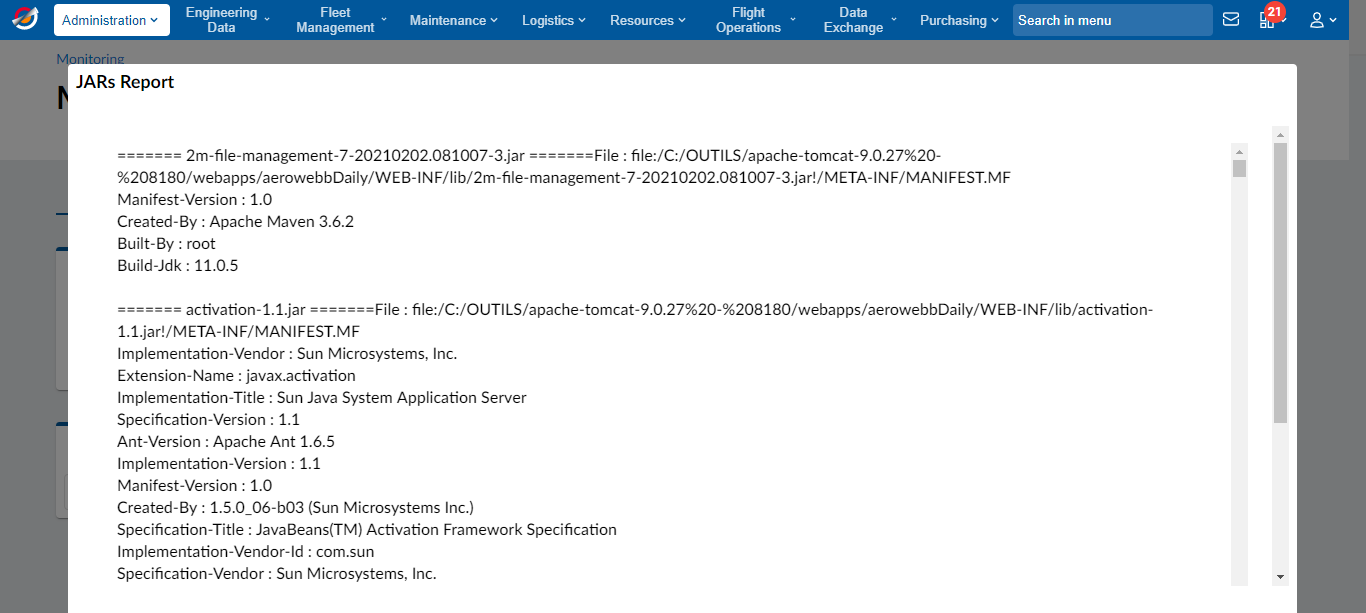 Administration
Engineering Data
Fleet Management
Maintenance
Logistics
Resources
Flight Operations
Data Exchange
Purchasing
Search in menu
21
Monitoring
JARs Report
======= 2m-file-management-7-20210202.081007-3.jar =======File : file:/C:/OUTILS/apache-tomcat-9.0.27%20-
%208180/webapps/aerowebbDaily/WEB-INF/lib/2m-file-management-7-20210202.081007-3.jar!/META-INF/MANIFEST.MF
Manifest-Version : 1.0
Created-By : Apache Maven 3.6.2
Built-By : root
Build-Jdk : 11.0.5
======= activation-1.1.jar =======File : file:/C:/OUTILS/apache-tomcat-9.0.27%20-%208180/webapps/aerowebbDaily/WEB-INF/lib/activation-
1.1.jar!/META-INF/MANIFEST.MF
Implementation-Vendor : Sun Microsystems, Inc.
Extension-Name : javax.activation
Implementation-Title : Sun Java System Application Server
Specification-Version : 1.1
Ant-Version : Apache Ant 1.6.5
Implementation-Version : 1.1
Manifest-Version : 1.0
Created-By : 1.5.0_06-b03 (Sun Microsystems Inc.)
Specification-Title : JavaBeans(TM) Activation Framework Specification
Implementation-Vendor-Id : com.sun
Specification-Vendor : Sun Microsystems, Inc.